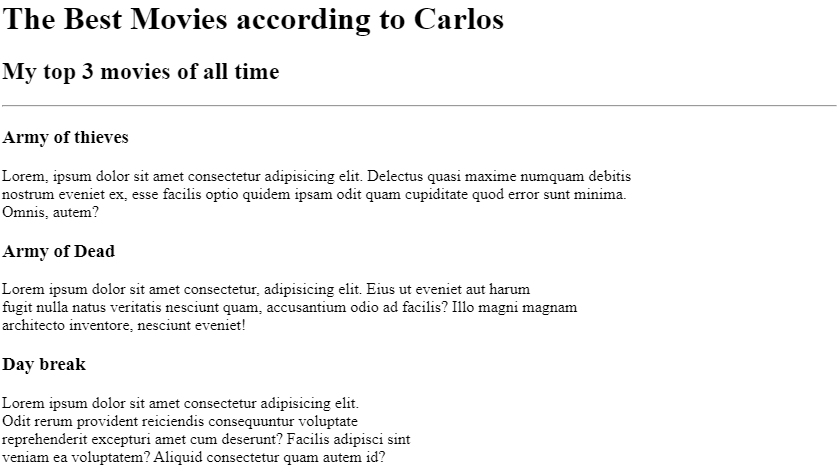 The Best Movies according to Carlos
My top 3 movies of all time
Army of thieves
Lorem, ipsum dolor sit amet consectetur adipisicing elit. Delectus quasi maxime numquam debitis
nostrum eveniet ex, esse facilis optio quidem ipsam odit quam cupiditate quod error sunt minima.
Omnis, autem?
Army of Dead
Lorem ipsum dolor sit amet consectetur, adipisicing elit. Eius ut eveniet aut harum
fugit nulla natus veritatis nesciunt quam, accusantium odio ad facilis? Illo magni magnam
architecto inventore, nesciunt eveniet!
Day break
Lorem ipsum dolor sit amet consectetur adipisicing elit.
Odit rerum provident reiciendis consequuntur voluptate
reprehenderit excepturi amet cum deserunt? Facilis adipisci sint
veniam ea voluptatem? Aliquid consectetur quam autem id?